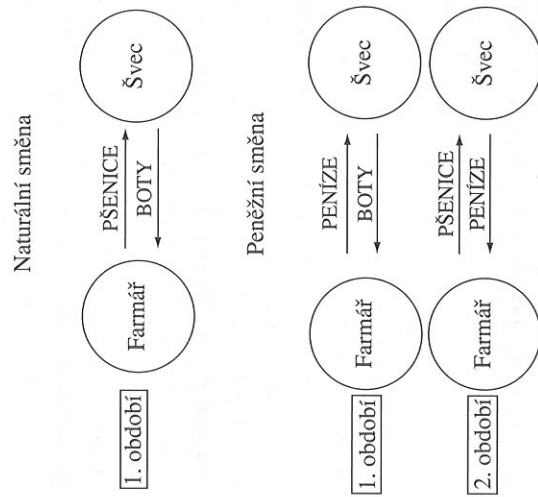 Naturální směna
1. období
Farmář
PŠENICE
BOTY
Švec
Peněžní směna
1. období
Farmář
PENÍZE
BOTY
Švec
2. období
Farmář
PŠENICE
PENÍZE
Švec